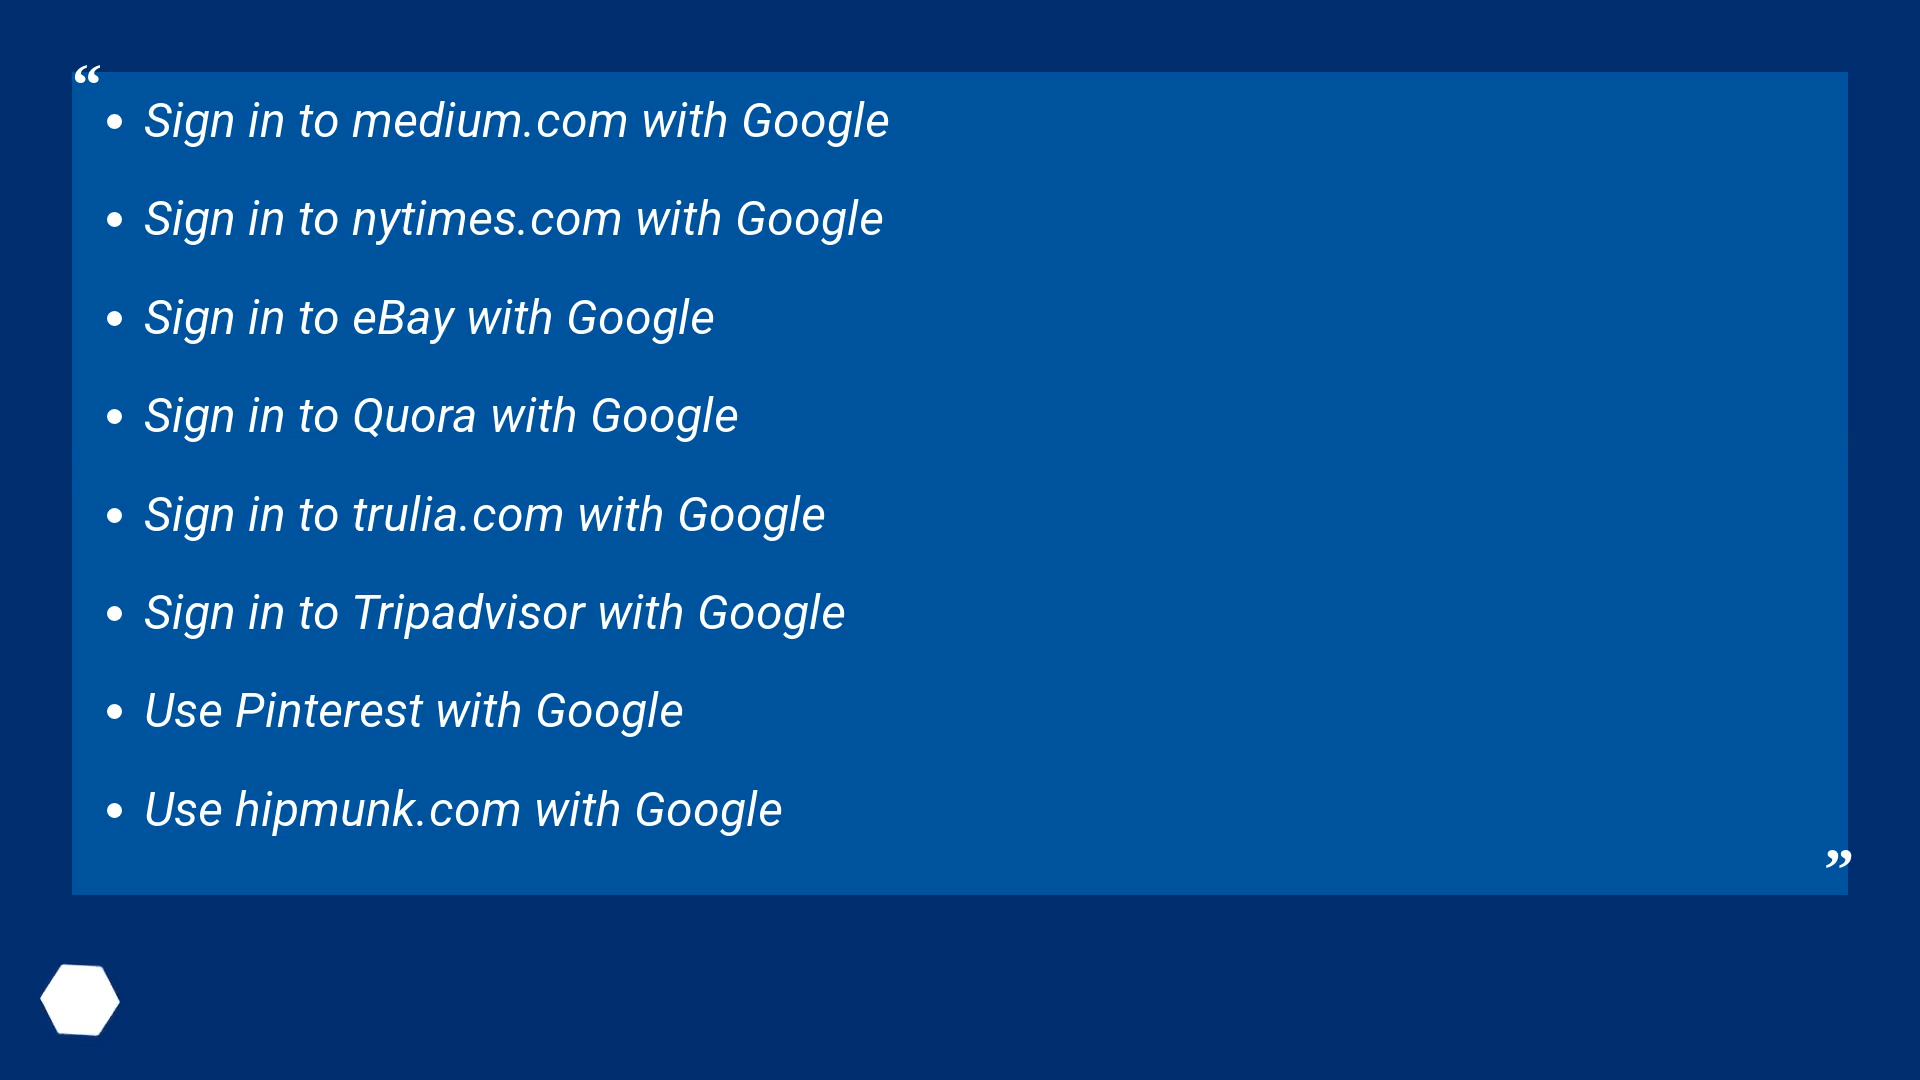 “
• Sign in to medium.com with Google
• Sign in to nytimes.com with Google
• Sign in to eBay with Google
• Sign in to Quora with Google
• Sign in to trulia.com with Google
• Sign in to Tripadvisor with Google
• Use Pinterest with Google
• Use hipmunk.com with Google
”